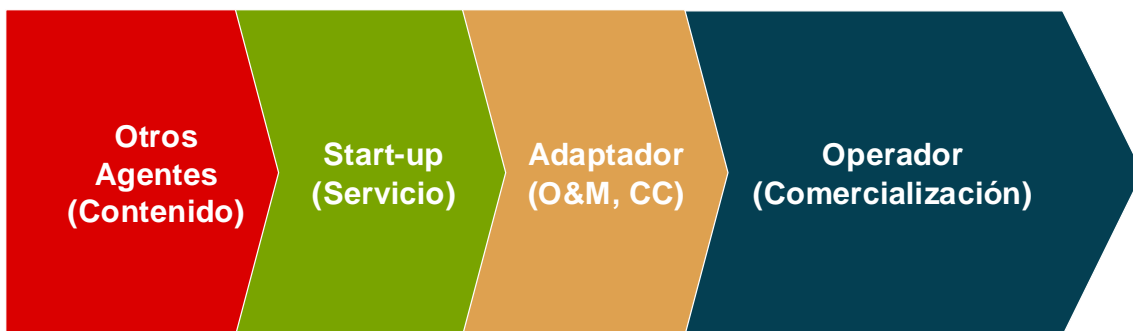 Otros
Agentes
(Contenido)
Start-up
(Servicio)
Adaptador
(O&M, CC)
Operador
(Comercialización)